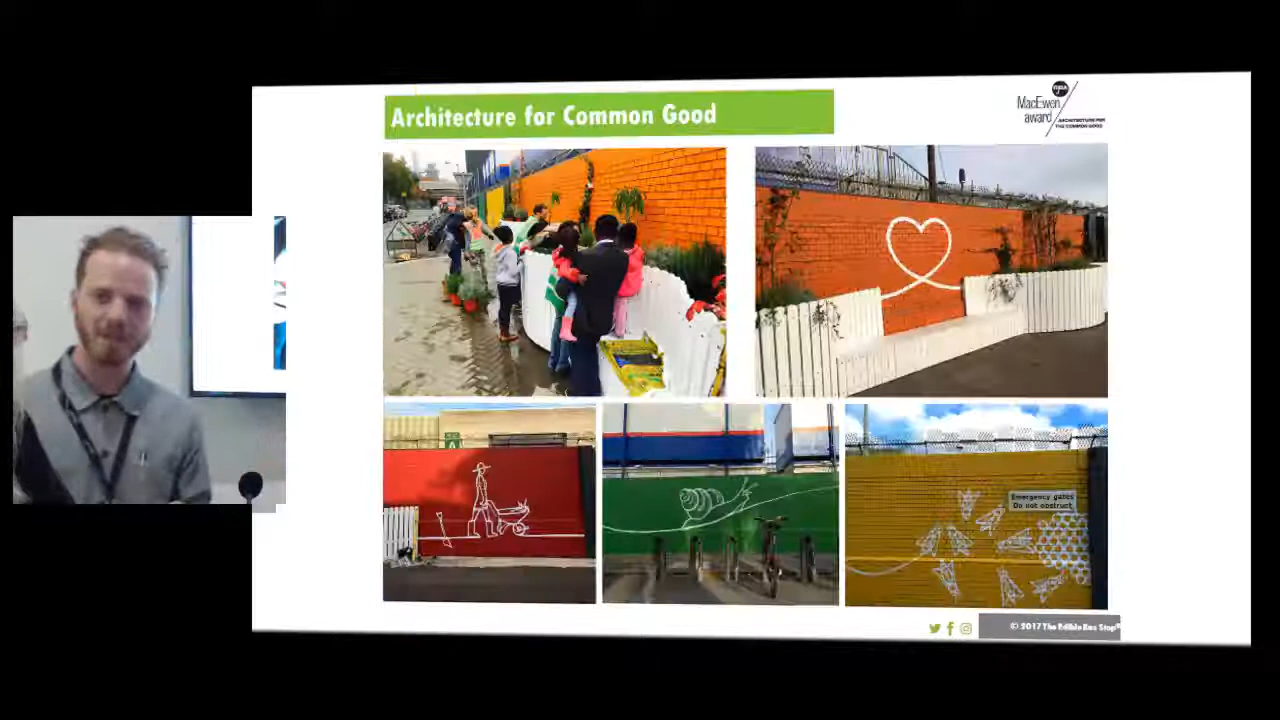 Architecture for Common Good
MacEwen
award
ARCHITECTURE FOR
THE COMMON GOOD
Emergency gates
Do not obstruct
© 2017 The Edible Bus Stop®